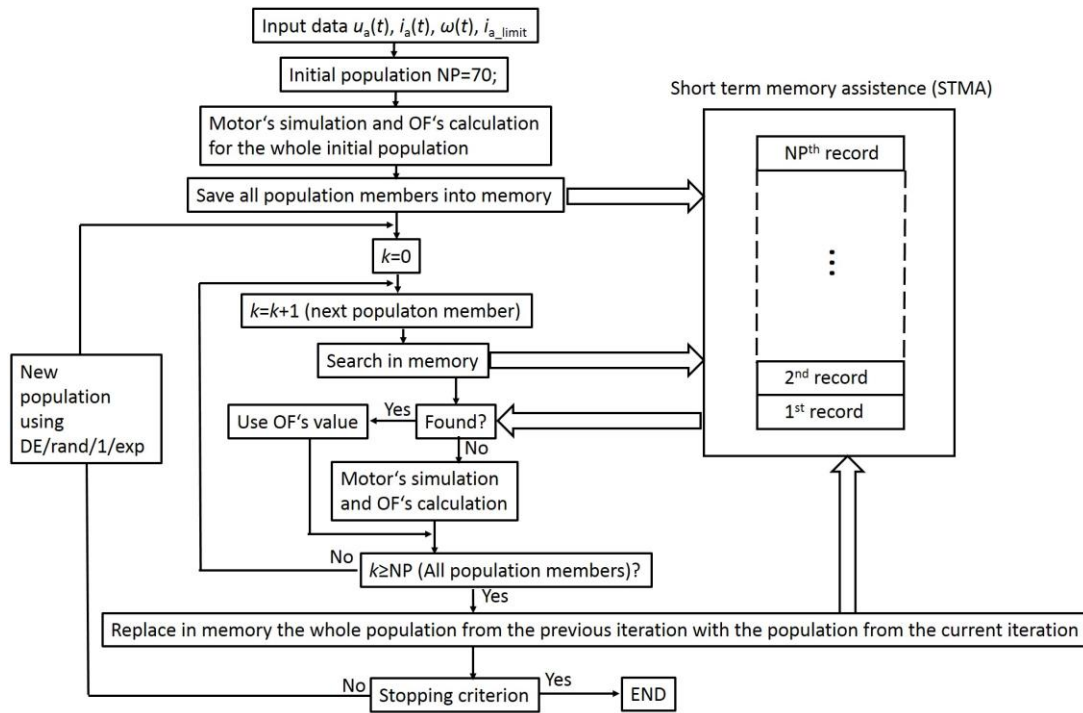 Input data uₐ(t), iₐ(t), ω(t), i_a_limit
Initial population NP=70;
Short term memory assistence (STMA)
Motor‘s simulation and OF‘s calculation
for the whole initial population
NPᵗʰ record
Save all population members into memory
k=0
⋮
k=k+1 (next populaton member)
Search in memory
New
population
using
DE/rand/1/exp
2ⁿᵈ record
1ˢᵗ record
Use OF‘s value
Yes
Found?
No
Motor‘s simulation
and OF‘s calculation
No
k≥NP (All population members)?
Yes
Replace in memory the whole population from the previous iteration with the population from the current iteration
No
Stopping criterion
Yes
END